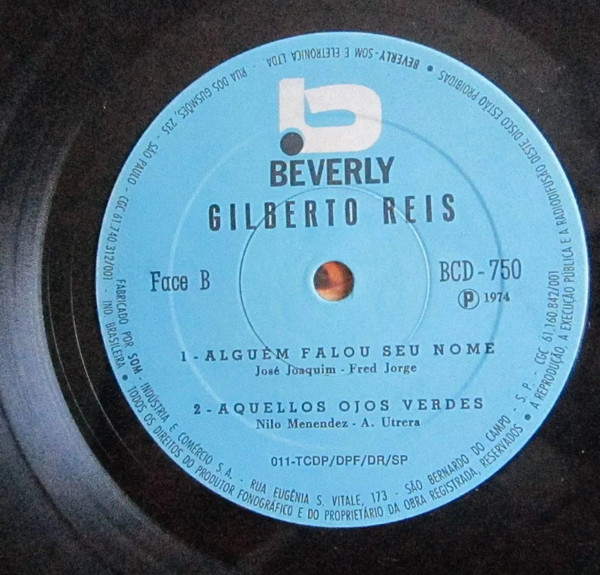 b
BEVERLY
GILBERTO REIS
Face B
BCD-750
℗ 1974
1-ALGUÉM FALOU SEU NOME
José Joaquim - Fred Jorge
2-AQUELLOS OJOS VERDES
Nilo Menendez - A. Utrera
011-TCDP/DPF/DR/SP
FABRICADO POR SOM - INDÚSTRIA E COMÉRCIO S.A. - RUA EUGÊNIA S. VITALE, 173 - SÃO BERNARDO DO CAMPO - S.P. - CGC 61.160.842/001
IND BRASILEIRA • TODOS OS DIREITOS DO PRODUTOR FONOGRÁFICO E DO PROPRIETÁRIO DA OBRA GRAVADA, RESERVADOS • A REPRODUÇÃO, A EXECUÇÃO PÚBLICA E A RADIODIFUSÃO DESTE DISCO ESTÃO PROIBIDAS •
BEVERLY-SOM E ELETRONICA LTDA - RUA DOS GUSMÕES, 235 - SÃO PAULO - CGC 61.740.312/001 -